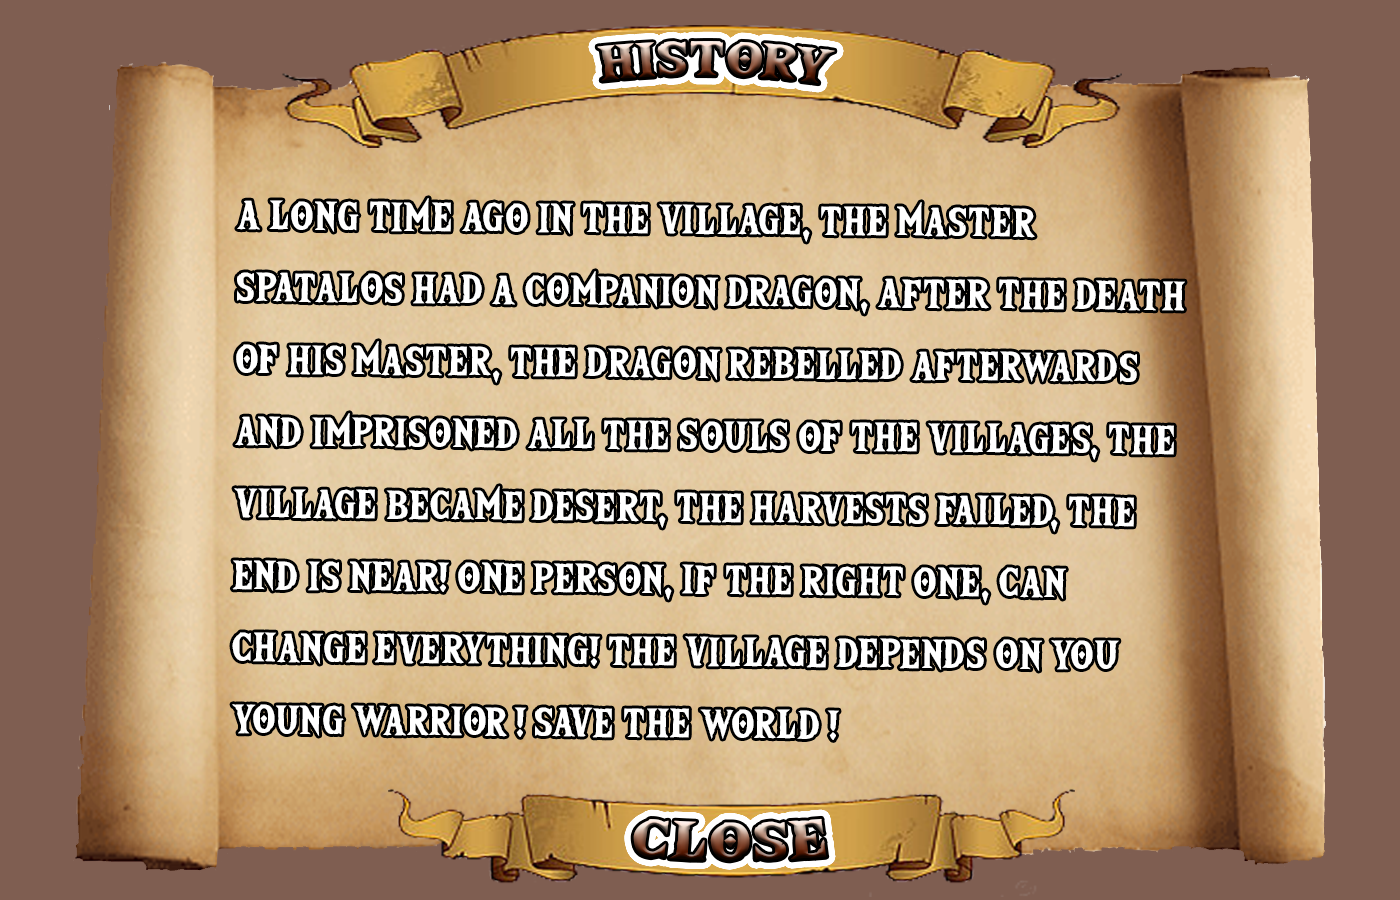 HISTORY
A LONG TIME AGO IN THE VILLAGE, THE MASTER
SPATALOS HAD A COMPANION DRAGON, AFTER THE DEATH
OF HIS MASTER, THE DRAGON REBELLED AFTERWARDS
AND IMPRISONED ALL THE SOULS OF THE VILLAGES, THE
VILLAGE BECAME DESERT, THE HARVESTS FAILED, THE
END IS NEAR! ONE PERSON, IF THE RIGHT ONE, CAN
CHANGE EVERYTHING! THE VILLAGE DEPENDS ON YOU
YOUNG WARRIOR ! SAVE THE WORLD !
CLOSE